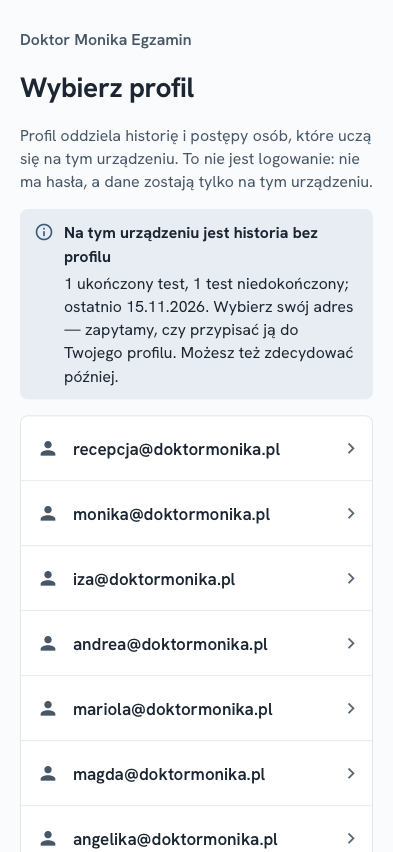 Doktor Monika Egzamin
Wybierz profil
Profil oddziela historię i postępy osób, które uczą
się na tym urządzeniu. To nie jest logowanie: nie
ma hasła, a dane zostają tylko na tym urządzeniu.
Na tym urządzeniu jest historia bez
profilu
1 ukończony test, 1 test niedokończony;
ostatnio 15.11.2026. Wybierz swój adres
— zapytamy, czy przypisać ją do
Twojego profilu. Możesz też zdecydować
później.
recepcja@doktormonika.pl
monika@doktormonika.pl
iza@doktormonika.pl
andrea@doktormonika.pl
mariola@doktormonika.pl
magda@doktormonika.pl
angelika@doktormonika.pl